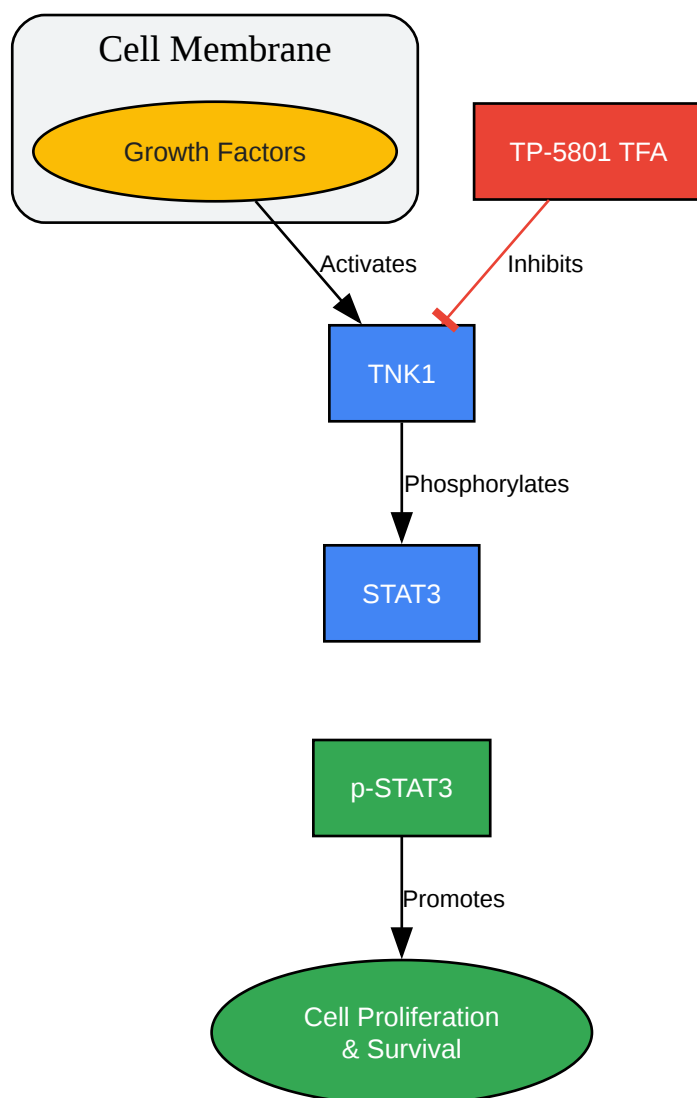 Cell Membrane
Growth Factors
TP-5801 TFA
Activates
Inhibits
TNK1
Phosphorylates
STAT3
p-STAT3
Promotes
Cell Proliferation
& Survival